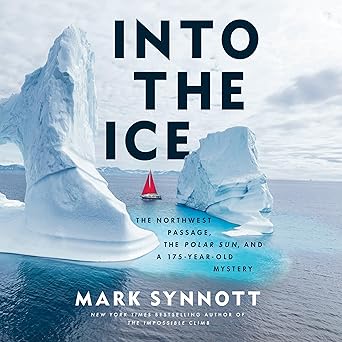 INTO
THE
ICE
THE NORTHWEST
PASSAGE,
THE POLAR SUN, AND
A 175-YEAR-OLD
MYSTERY
MARK SYNNOTT
NEW YORK TIMES BESTSELLING AUTHOR OF
THE IMPOSSIBLE CLIMB